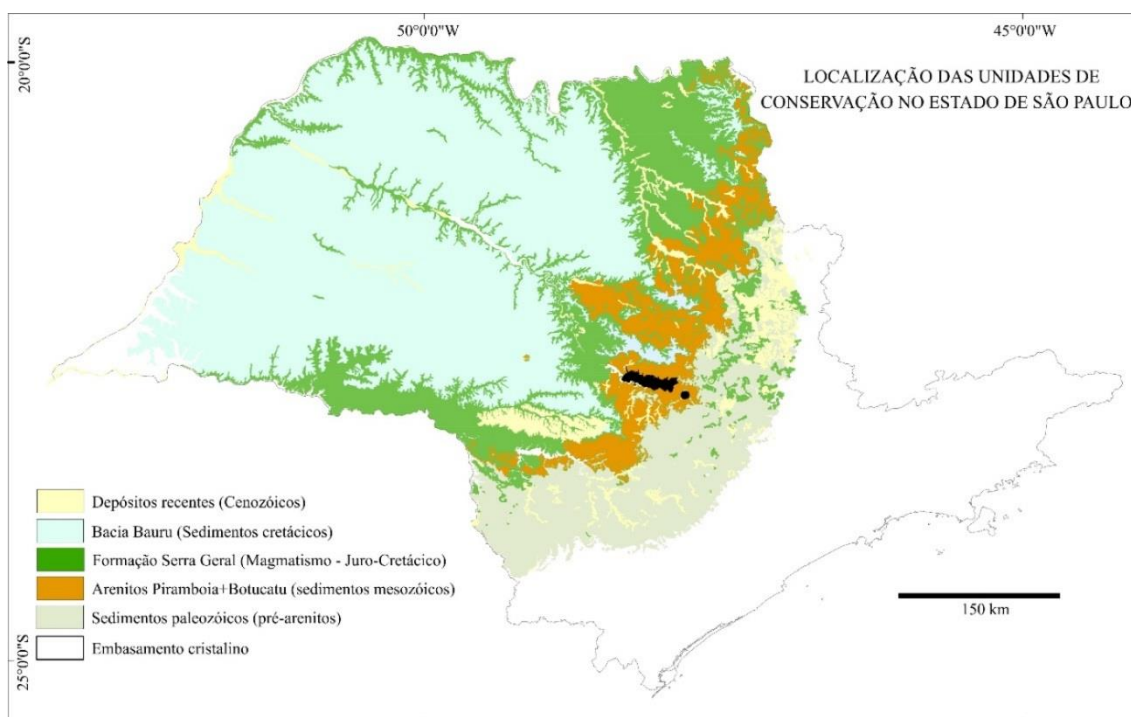 50°0'0"W
45°0'0"W
20°0'0"S
LOCALIZAÇÃO DAS UNIDADES DE
CONSERVAÇÃO NO ESTADO DE SÃO PAULO
Depósitos recentes (Cenozóicos)
Bacia Bauru (Sedimentos cretácicos)
Formação Serra Geral (Magmatismo - Juro-Cretácico)
Arenitos Piramboia+Botucatu (sedimentos mesozóicos)
Sedimentos paleozóicos (pré-arenitos)
Embasamento cristalino
150 km
25°0'0"S